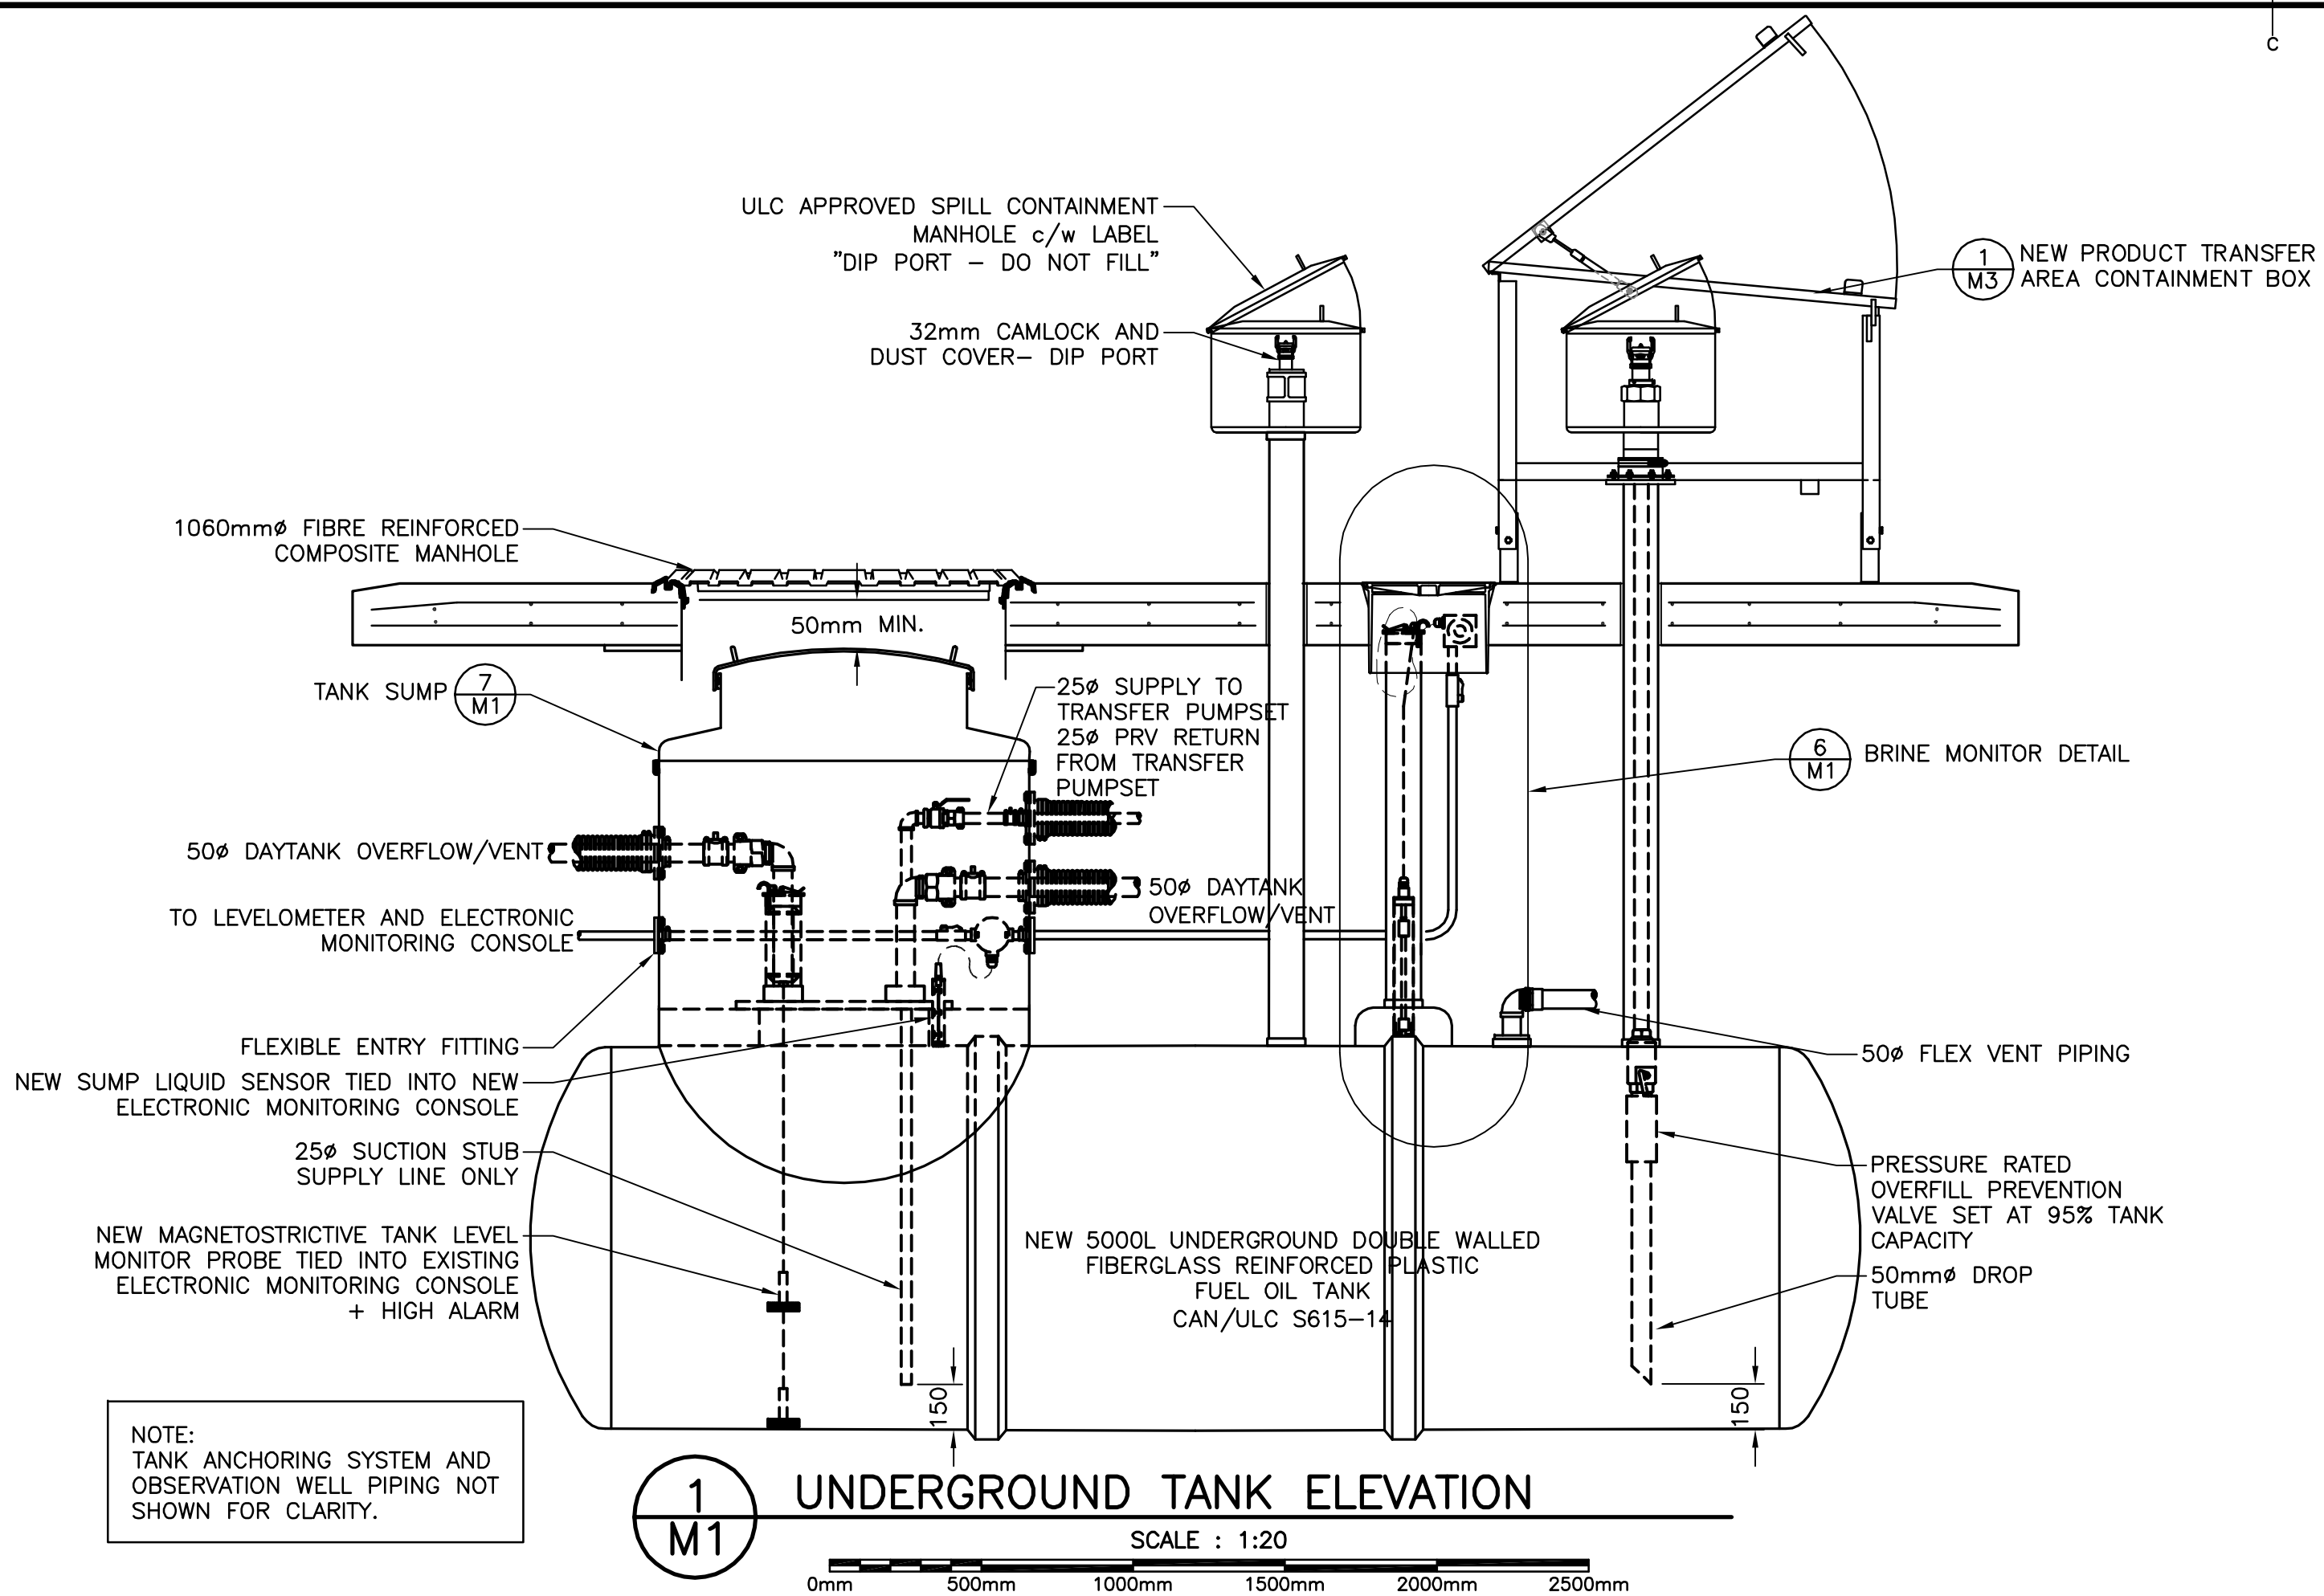 C
ULC APPROVED SPILL CONTAINMENT
MANHOLE c/w LABEL
"DIP PORT – DO NOT FILL"
32mm CAMLOCK AND
DUST COVER– DIP PORT
1
M3
NEW PRODUCT TRANSFER
AREA CONTAINMENT BOX
1060mmø FIBRE REINFORCED
COMPOSITE MANHOLE
50mm MIN.
TANK SUMP
7
M1
25ø SUPPLY TO
TRANSFER PUMPSET
25ø PRV RETURN
FROM TRANSFER
PUMPSET
6
M1
BRINE MONITOR DETAIL
50ø DAYTANK OVERFLOW/VENT
50ø DAYTANK
OVERFLOW/VENT
TO LEVELOMETER AND ELECTRONIC
MONITORING CONSOLE
FLEXIBLE ENTRY FITTING
50ø FLEX VENT PIPING
NEW SUMP LIQUID SENSOR TIED INTO NEW
ELECTRONIC MONITORING CONSOLE
25ø SUCTION STUB
SUPPLY LINE ONLY
PRESSURE RATED
OVERFILL PREVENTION
VALVE SET AT 95% TANK
CAPACITY
NEW MAGNETOSTRICTIVE TANK LEVEL
MONITOR PROBE TIED INTO EXISTING
ELECTRONIC MONITORING CONSOLE
+ HIGH ALARM
NEW 5000L UNDERGROUND DOUBLE WALLED
FIBERGLASS REINFORCED PLASTIC
FUEL OIL TANK
CAN/ULC S615–14
50mmø DROP
TUBE
150
150
NOTE:
TANK ANCHORING SYSTEM AND
OBSERVATION WELL PIPING NOT
SHOWN FOR CLARITY.
1
M1
UNDERGROUND TANK ELEVATION
SCALE : 1:20
0mm 500mm 1000mm 1500mm 2000mm 2500mm